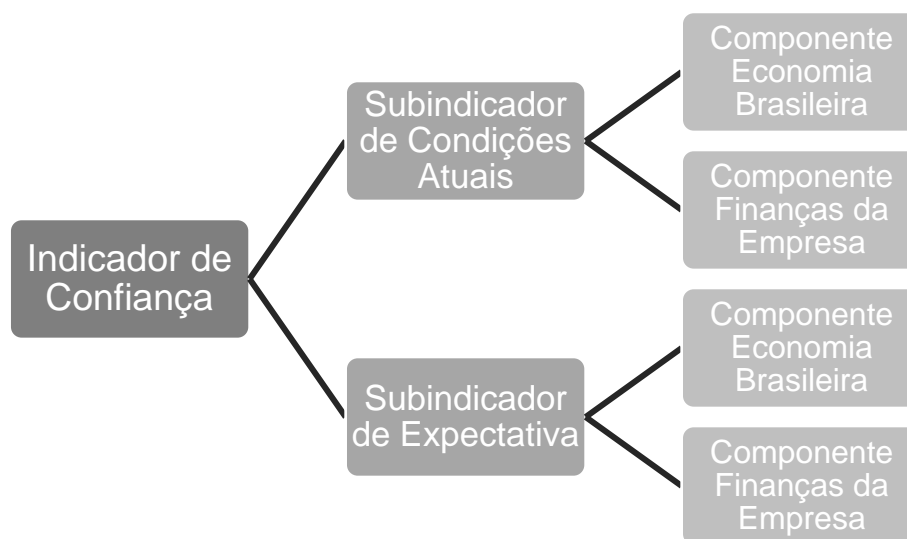 Indicador de
Confiança
Subindicador
de Condições
Atuais
Componente
Economia
Brasileira
Componente
Finanças da
Empresa
Subindicador
de Expectativa
Componente
Economia
Brasileira
Componente
Finanças da
Empresa